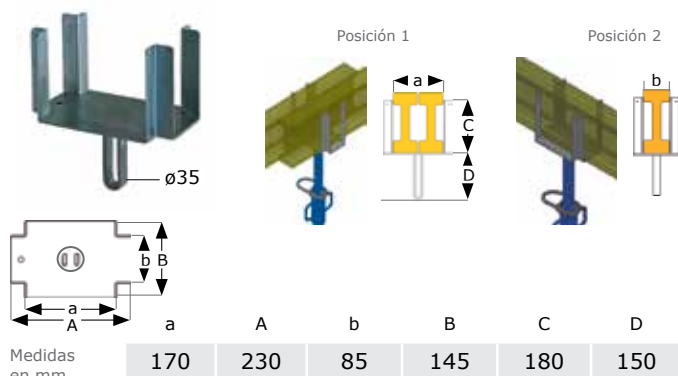 Posición 1
Posición 2
a
b
C
D
ø35
b B
a
A
a A b B C D
Medidas 170 230 85 145 180 150
en mm